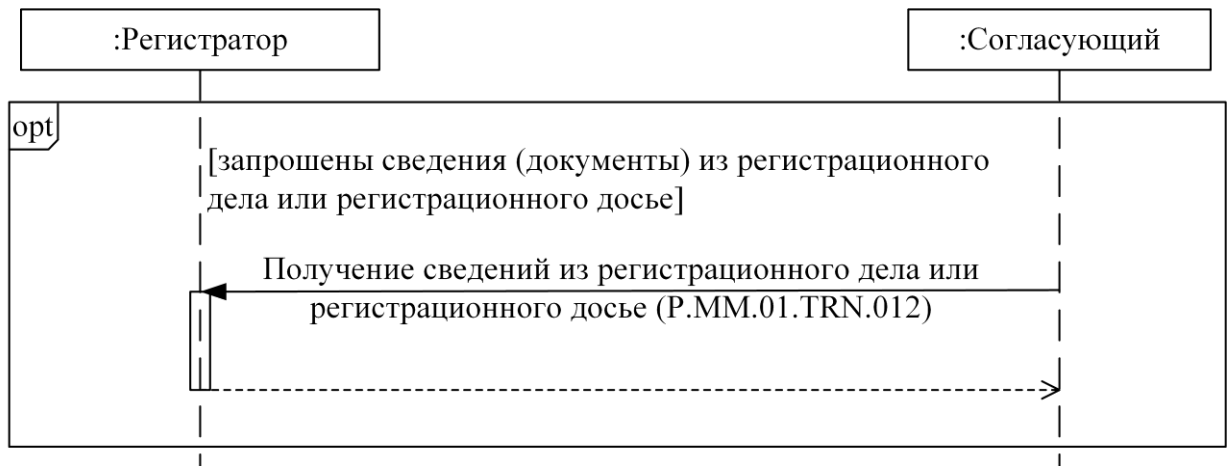 :Регистратор
:Согласующий
opt
[запрошены сведения (документы) из регистрационного
дела или регистрационного досье]
Получение сведений из регистрационного дела или
регистрационного досье (P.MM.01.TRN.012)